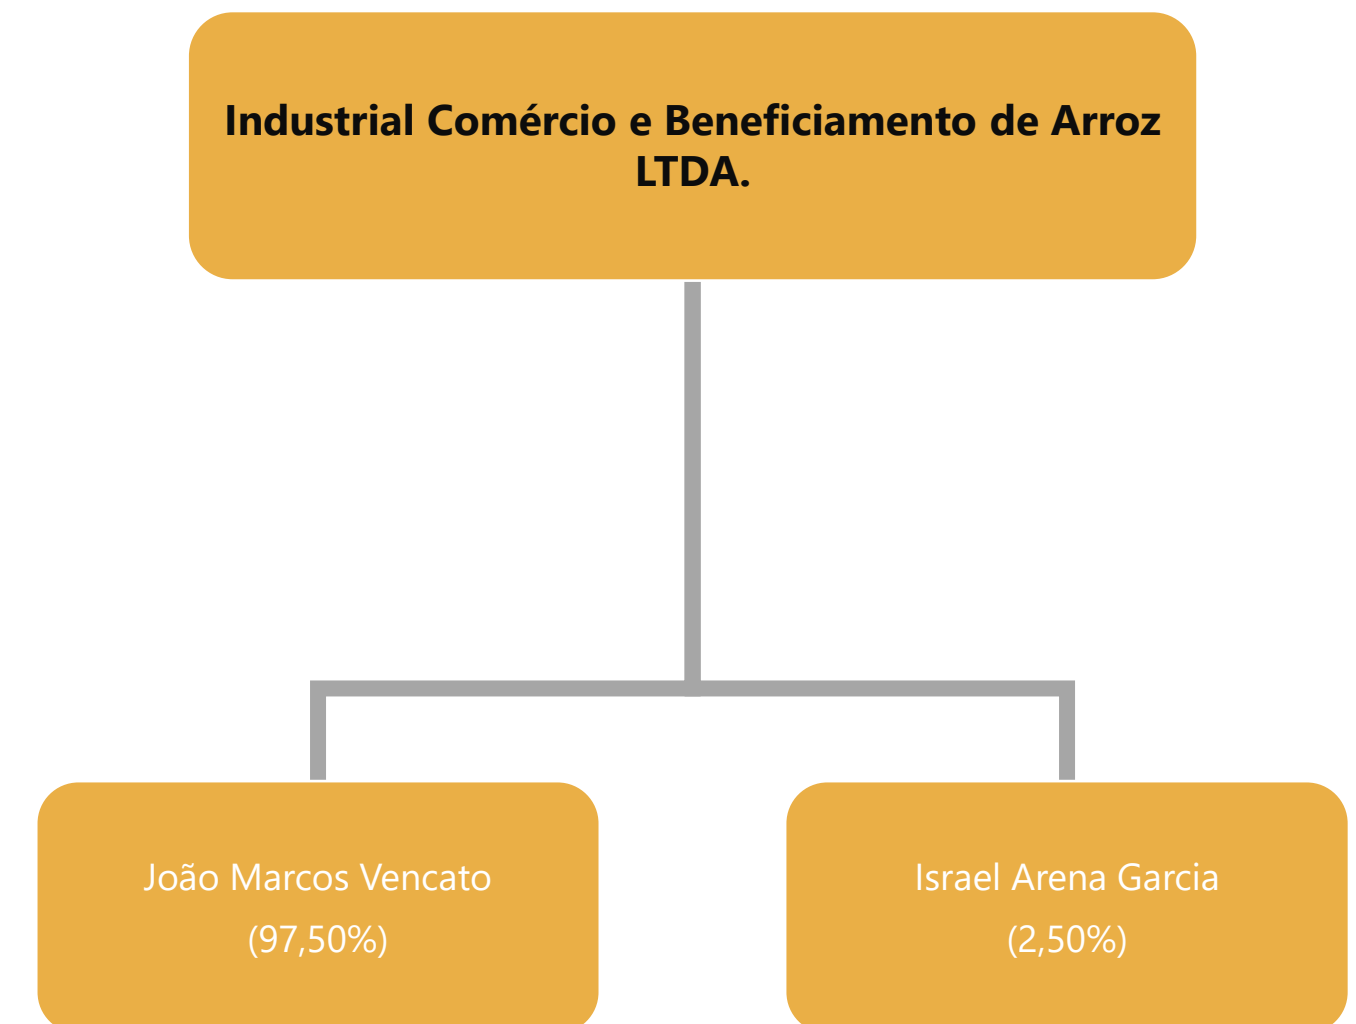 Industrial Comércio e Beneficiamento de Arroz
LTDA.
João Marcos Vencato
(97,50%)
Israel Arena Garcia
(2,50%)